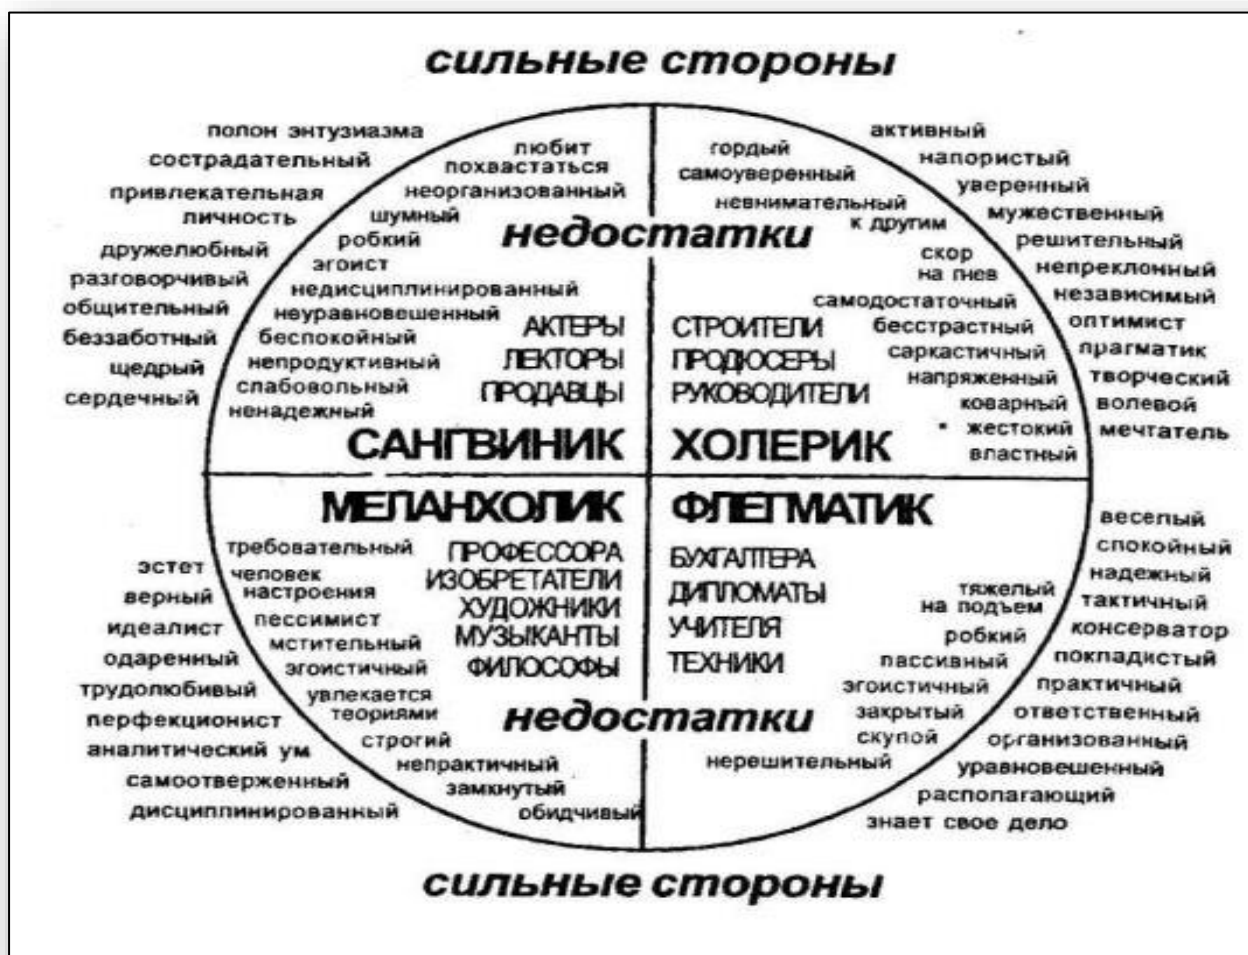 сильные стороны
полон энтузиазма
сострадательный
привлекательная
личность
дружелюбный
разговорчивый
общительный
беззаботный
щедрый
сердечный
любит
похвастаться
неорганизованный
шумный
робкий
эгоист
недисциплинированный
неуравновешенный
беспокойный
непродуктивный
слабовольный
ненадежный
недостатки
АКТЕРЫ
ЛЕКТОРЫ
ПРОДАВЦЫ
САНГВИНИК
гордый
самоуверенный
невнимательный
к другим
скор
на гнев
самодостаточный
бесстрастный
саркастичный
напряженный
коварный
жестокий
властный
СТРОИТЕЛИ
ПРОДЮСЕРЫ
РУКОВОДИТЕЛИ
ХОЛЕРИК
активный
напористый
уверенный
мужественный
решительный
непреклонный
независимый
оптимист
прагматик
творческий
волевой
мечтатель
МЕЛАНХОЛИК
ПРОФЕССОРА
ИЗОБРЕТАТЕЛИ
ХУДОЖНИКИ
МУЗЫКАНТЫ
ФИЛОСОФЫ
требовательный
человек
настроения
пессимист
мстительный
эгоистичный
увлекается
теориями
строгий
непрактичный
замкнутый
обидчивый
эстет
верный
идеалист
одаренный
трудолюбивый
перфекционист
аналитический ум
самоотверженный
дисциплинированный
ФЛЕГМАТИК
БУХГАЛТЕРА
ДИПЛОМАТЫ
УЧИТЕЛЯ
ТЕХНИКИ
тяжелый
на подъем
робкий
пассивный
эгоистичный
закрытый
скупой
нерешительный
недостатки
веселый
спокойный
надежный
тактичный
консерватор
покладистый
практичный
ответственный
организованный
уравновешенный
располагающий
знает свое дело
сильные стороны